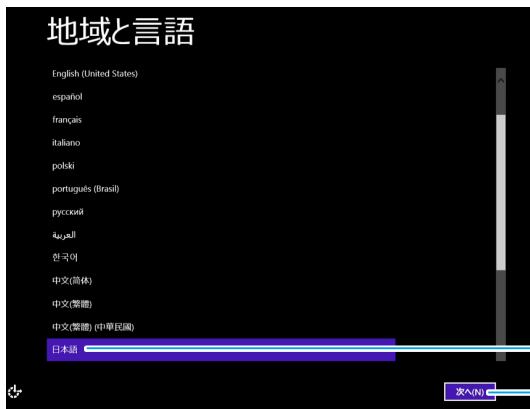 地域と言語
English (United States)
español
français
italiano
polski
português (Brasil)
русский
العربية
한국어
中文(简体)
中文(繁體)
中文(繁體) (中華民國)
日本語
次へ(N)